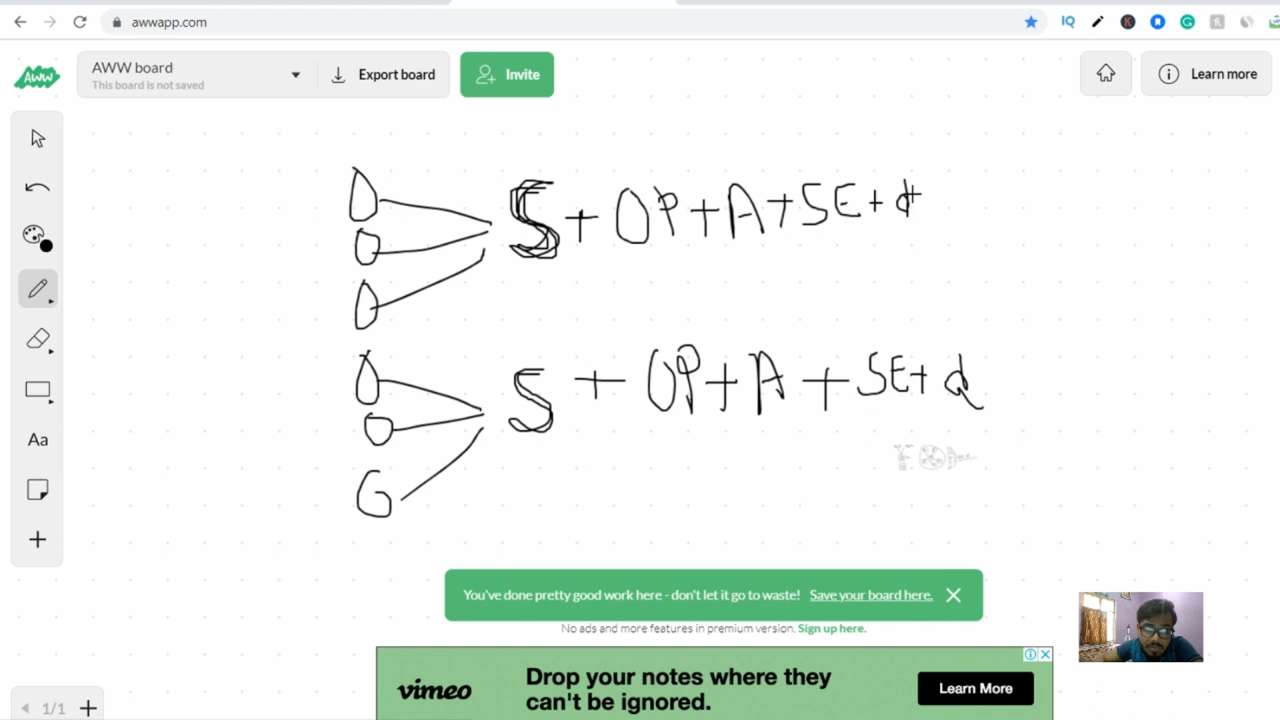 awwapp.com
IQ
AWW
AWW board
This board is not saved
Export board
Invite
Learn more
D
O
D
S + OP + A + SE + d
D
O
G
S + OP + A + SE + d
Aa
You've done pretty good work here - don't let it go to waste! Save your board here.
No ads and more features in premium version. Sign up here.
vimeo
Drop your notes where they
can't be ignored.
Learn More
1/1